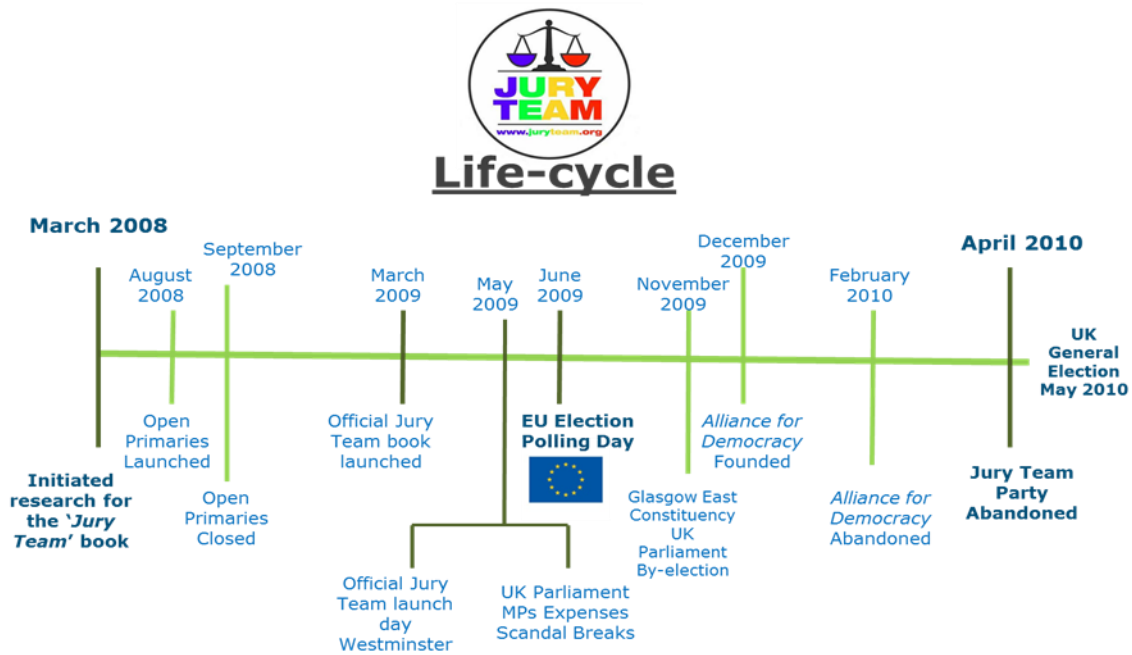 JURY
TEAM
www.juryteam.org
Life-cycle
March 2008
August
2008
September
2008
March
2009
May
2009
June
2009
November
2009
December
2009
February
2010
April 2010
UK
General
Election
May 2010
Initiated
research for
the ‘Jury
Team’ book
Open
Primaries
Launched
Open
Primaries
Closed
Official Jury
Team book
launched
Official Jury
Team launch
day
Westminster
UK Parliament
MPs Expenses
Scandal Breaks
EU Election
Polling Day
Glasgow East
Constituency
UK
Parliament
By-election
Alliance for
Democracy
Founded
Alliance for
Democracy
Abandoned
Jury Team
Party
Abandoned